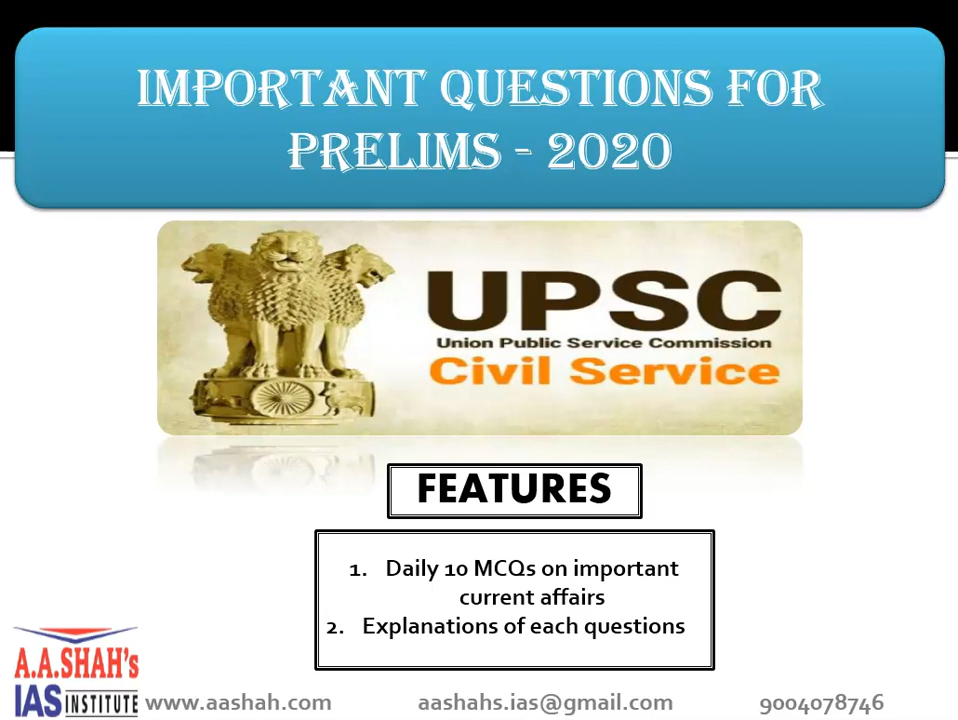 IMPORTANT QUESTIONS FOR
PRELIMS - 2020
UPSC
Union Public Service Commission
Civil Service
FEATURES
1. Daily 10 MCQs on important
current affairs
2. Explanations of each questions
A.A.SHAH's
IAS INSTITUTE
www.aashah.com aashahs.ias@gmail.com 9004078746